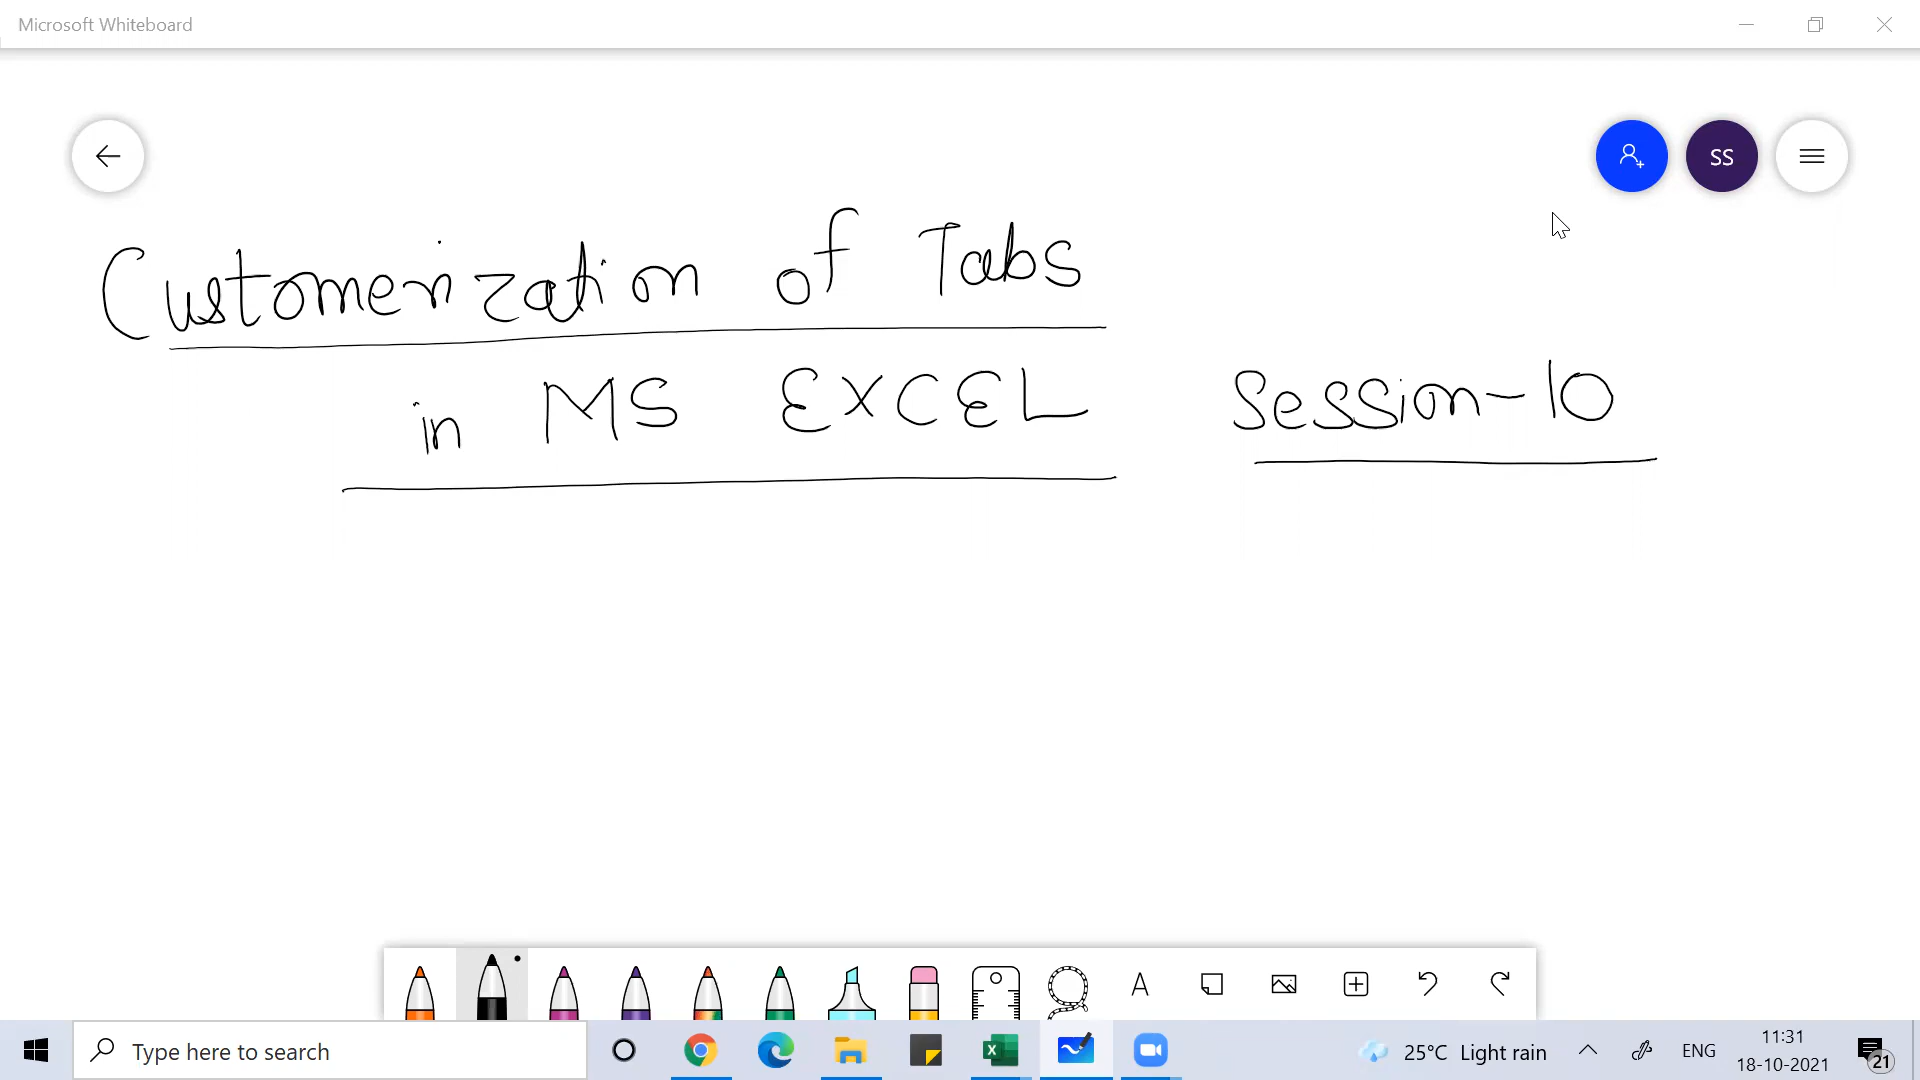 Microsoft Whiteboard
SS
Customerization of Tabs
in MS EXCEL Session-10
A
Type here to search
25°C Light rain
ENG
11:31
18-10-2021
21